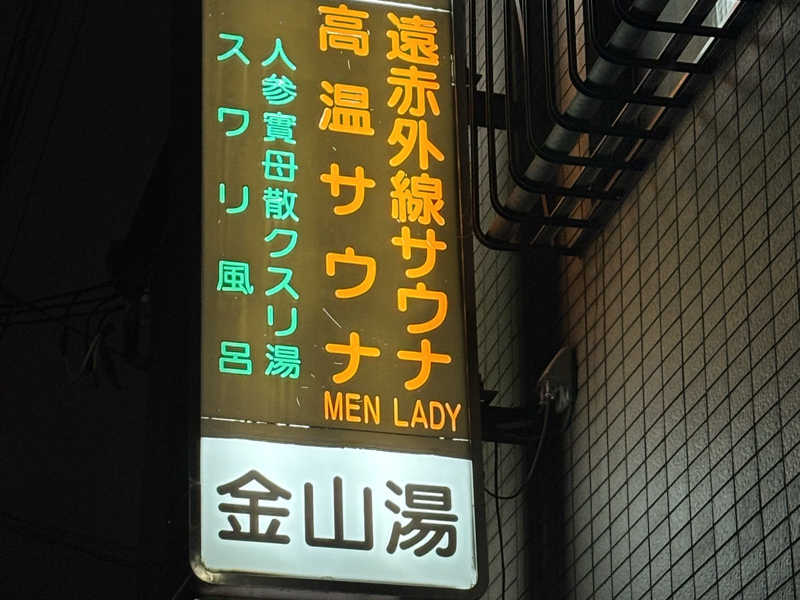 遠赤外線サウナ
高温サウナ
人参實母散クスリ湯
スワリ風呂
MEN LADY
金山湯